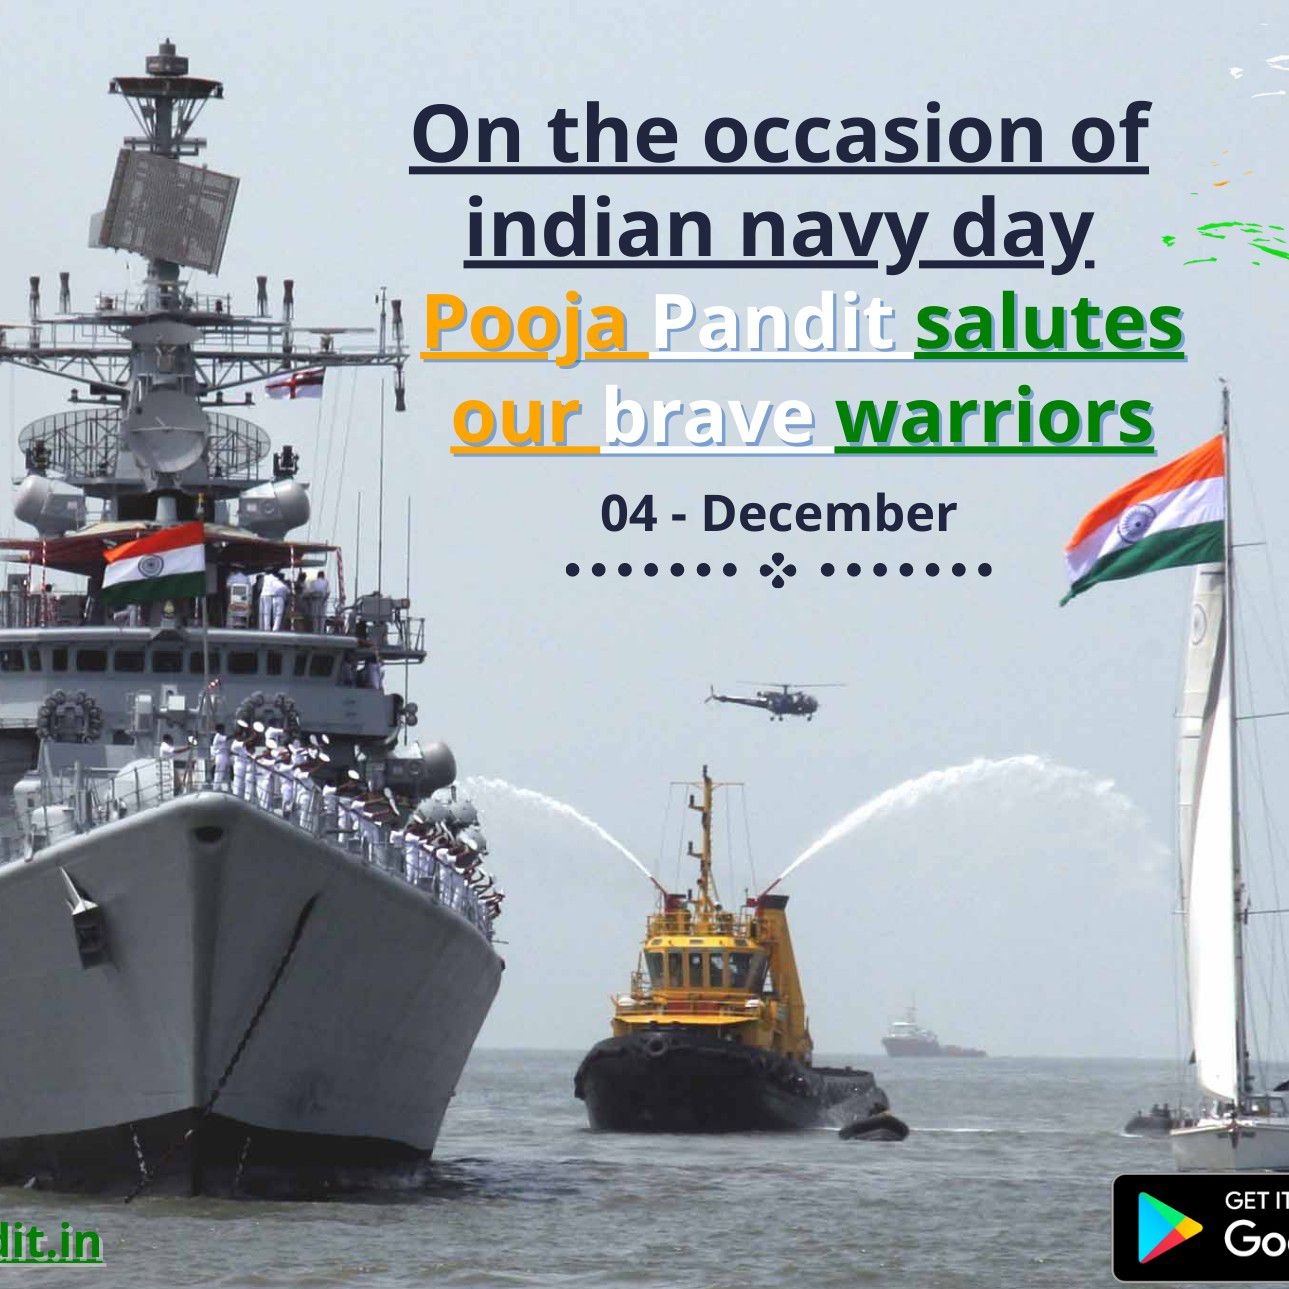 On the occasion of
indian navy day
Pooja Pandit salutes
our brave warriors
04 - December
dit.in
GET IT
Goo